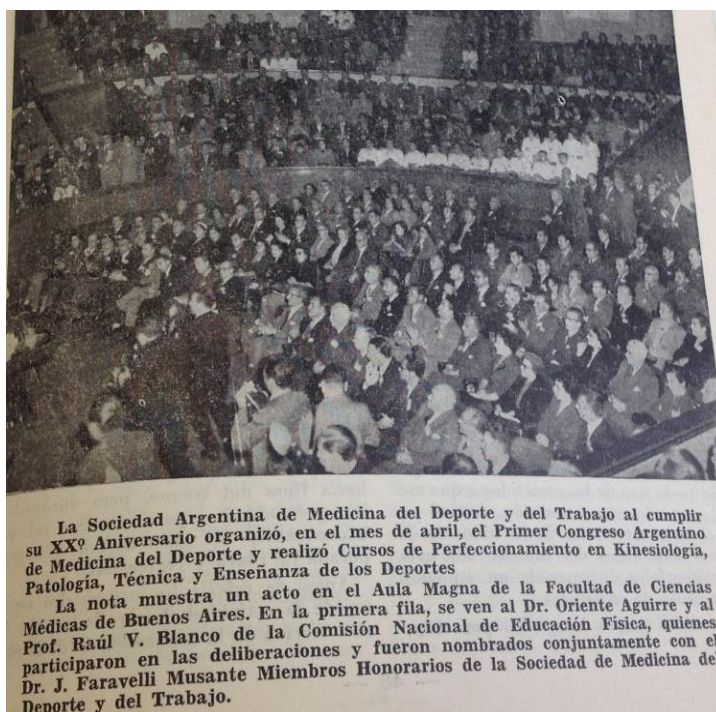 La Sociedad Argentina de Medicina del Deporte y del Trabajo al cumplir
su XXº Aniversario organizó, en el mes de abril, el Primer Congreso Argentino
de Medicina del Deporte y realizó Cursos de Perfeccionamiento en Kinesiología,
Patología, Técnica y Enseñanza de los Deportes
La nota muestra un acto en el Aula Magna de la Facultad de Ciencias
Médicas de Buenos Aires. En la primera fila, se ven al Dr. Oriente Aguirre y al
Prof. Raúl V. Blanco de la Comisión Nacional de Educación Física, quienes
participaron en las deliberaciones y fueron nombrados conjuntamente con el
Dr. J. Faravelli Musante Miembros Honorarios de la Sociedad de Medicina del
Deporte y del Trabajo.